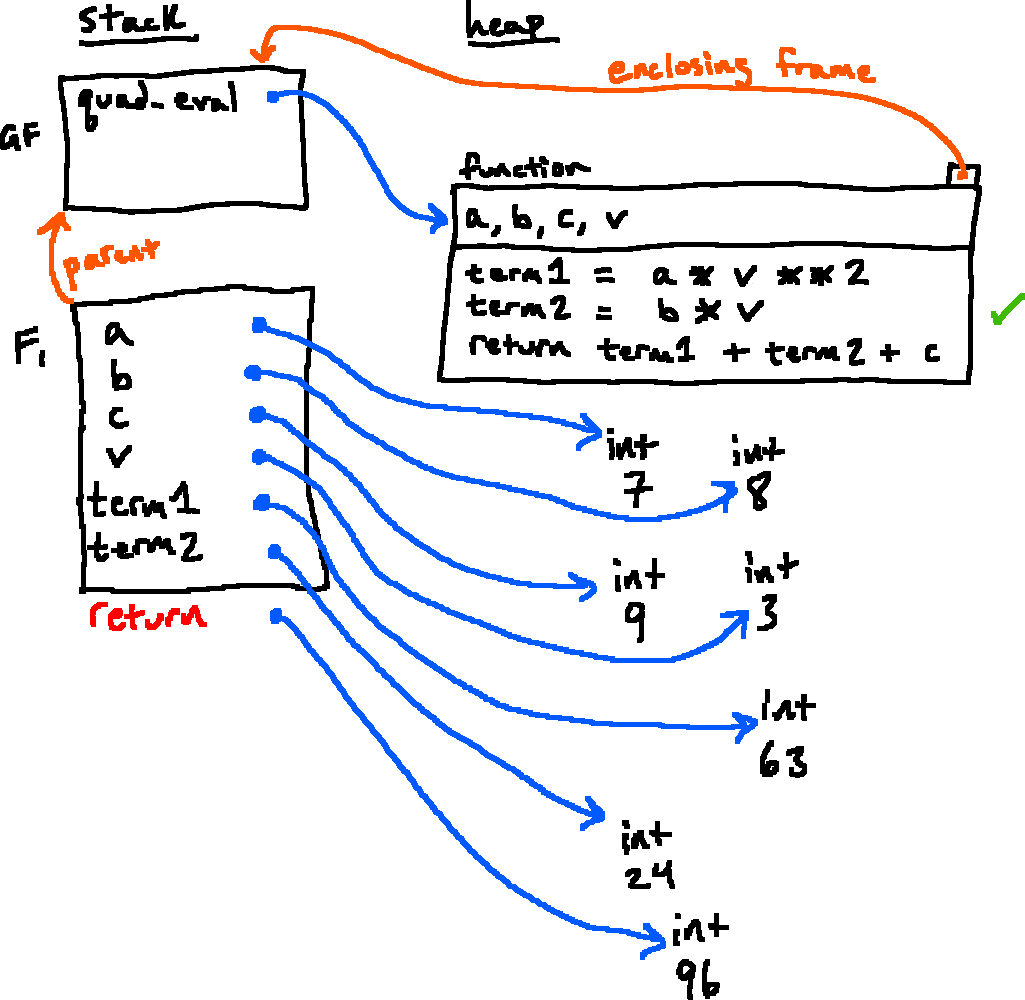 stack
heap
enclosing frame
GF
quad_eval
function
a, b, c, v
term1 = a * v ** 2
term2 = b * v
return term1 + term2 + c
parent
F1
a
b
c
v
term1
term2
return
int
7
int
8
int
9
int
3
int
63
int
24
int
96